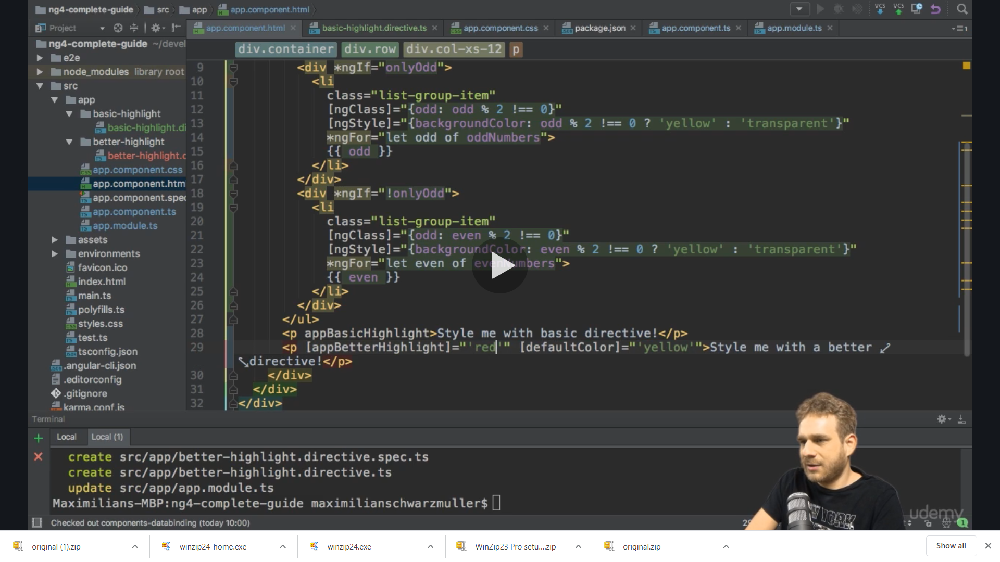 ng4-complete-guide src app app.component.html
VCS VCS
Project
app.component.html basic-highlight.directive.ts app.component.css package.json app.component.ts app.module.ts 1
ng4-complete-guide ~/devel
e2e
node_modules library root
src
app
basic-highlight
basic-highlight.di
better-highlight
better-highlight.c
app.component.css
app.component.htm
app.component.spec
app.component.ts
app.module.ts
assets
environments
favicon.ico
index.html
main.ts
polyfills.ts
styles.css
test.ts
tsconfig.json
.angular-cli.json
.editorconfig
.gitignore
karma.conf.js
div.container div.row div.col-xs-12 p
9 <div *ngIf="onlyOdd">
10 <li
11 class="list-group-item"
12 [ngClass]="{odd: odd % 2 !== 0}"
13 [ngStyle]="{backgroundColor: odd % 2 !== 0 ? 'yellow' : 'transparent'}"
14 *ngFor="let odd of oddNumbers">
15 {{ odd }}
16 </li>
17 </div>
18 <div *ngIf="!onlyOdd">
19 <li
20 class="list-group-item"
21 [ngClass]="{odd: even % 2 !== 0}"
22 [ngStyle]="{backgroundColor: even % 2 !== 0 ? 'yellow' : 'transparent'}"
23 *ngFor="let even of evenNumbers">
24 {{ even }}
25 </li>
26 </div>
27 </ul>
28 <p appBasicHighlight>Style me with basic directive!</p>
29 <p [appBetterHighlight]="'red'" [defaultColor]="'yellow'">Style me with a better
directive!</p>
30 </div>
31 </div>
32 </div>
Terminal
Local Local (1)
create src/app/better-highlight.directive.spec.ts
create src/app/better-highlight.directive.ts
update src/app/app.module.ts
Maximilians-MBP:ng4-complete-guide maximilianschwarzmuller$
Checked out components-databinding (today 10:00)
YORK
udemy
1
original (1).zip winzip24-home.exe winzip24.exe WinZip23 Pro setu....zip original.zip Show all